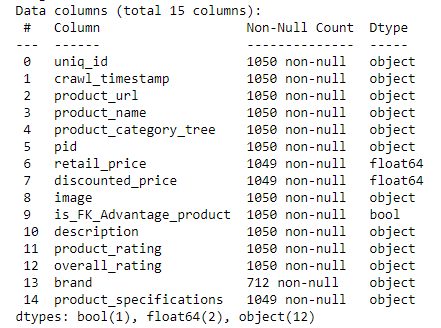 Data columns (total 15 columns):
 #   Column                   Non-Null Count  Dtype
---  ------                   --------------  -----
 0   uniq_id                  1050 non-null   object
 1   crawl_timestamp          1050 non-null   object
 2   product_url              1050 non-null   object
 3   product_name             1050 non-null   object
 4   product_category_tree    1050 non-null   object
 5   pid                      1050 non-null   object
 6   retail_price             1049 non-null   float64
 7   discounted_price         1049 non-null   float64
 8   image                    1050 non-null   object
 9   is_FK_Advantage_product  1050 non-null   bool
 10  description              1050 non-null   object
 11  product_rating           1050 non-null   object
 12  overall_rating           1050 non-null   object
 13  brand                    712 non-null    object
 14  product_specifications   1049 non-null   object
dtypes: bool(1), float64(2), object(12)